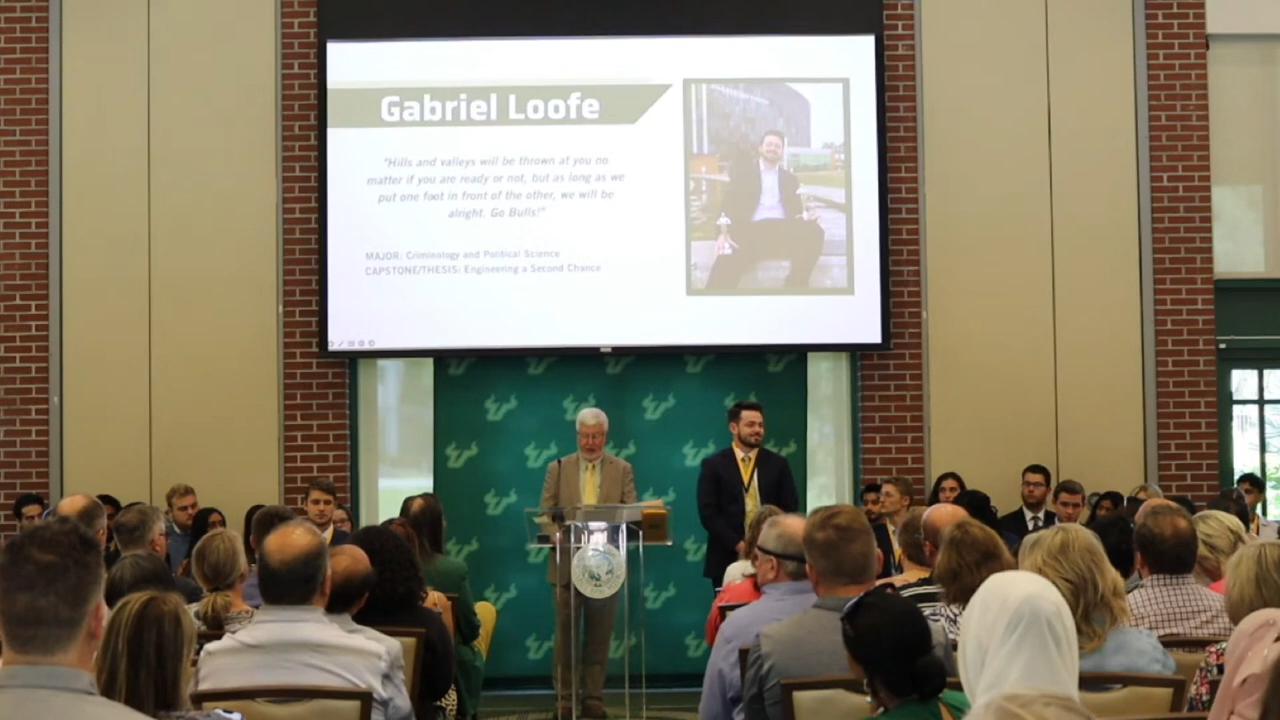 Gabriel Loofe
"Hills and valleys will be thrown at you no
matter if you are ready or not, but as long as we
put one foot in front of the other, we will be
alright. Go Bulls!"
MAJOR: Criminology and Political Science
CAPSTONE/THESIS: Engineering a Second Chance